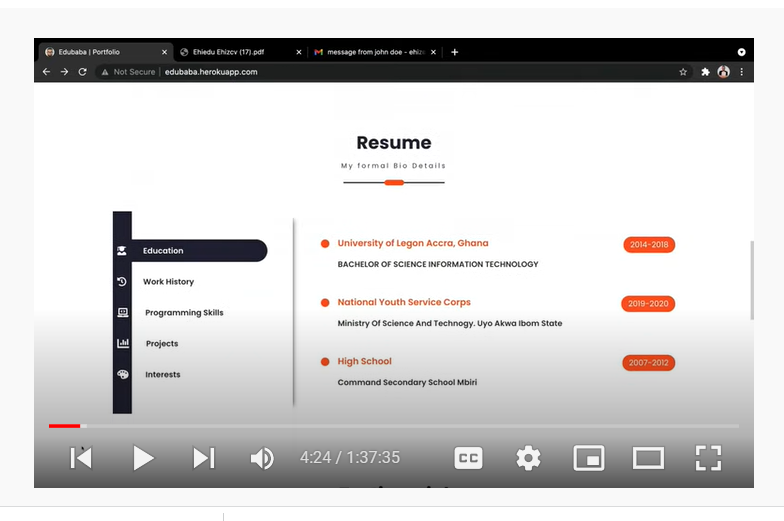 Edubaba | Portfolio
Ehiedu Ehizcv (17).pdf
message from john doe - ehiz
Not Secure | edubaba.herokuapp.com
Resume
My formal Bio Details
Education
Work History
Programming Skills
Projects
Interests
University of Legon Accra, Ghana
2014-2018
BACHELOR OF SCIENCE INFORMATION TECHNOLOGY
National Youth Service Corps
2019-2020
Ministry Of Science And Technogy. Uyo Akwa Ibom State
High School
2007-2012
Command Secondary School Mbiri
4:24 / 1:37:35
CC